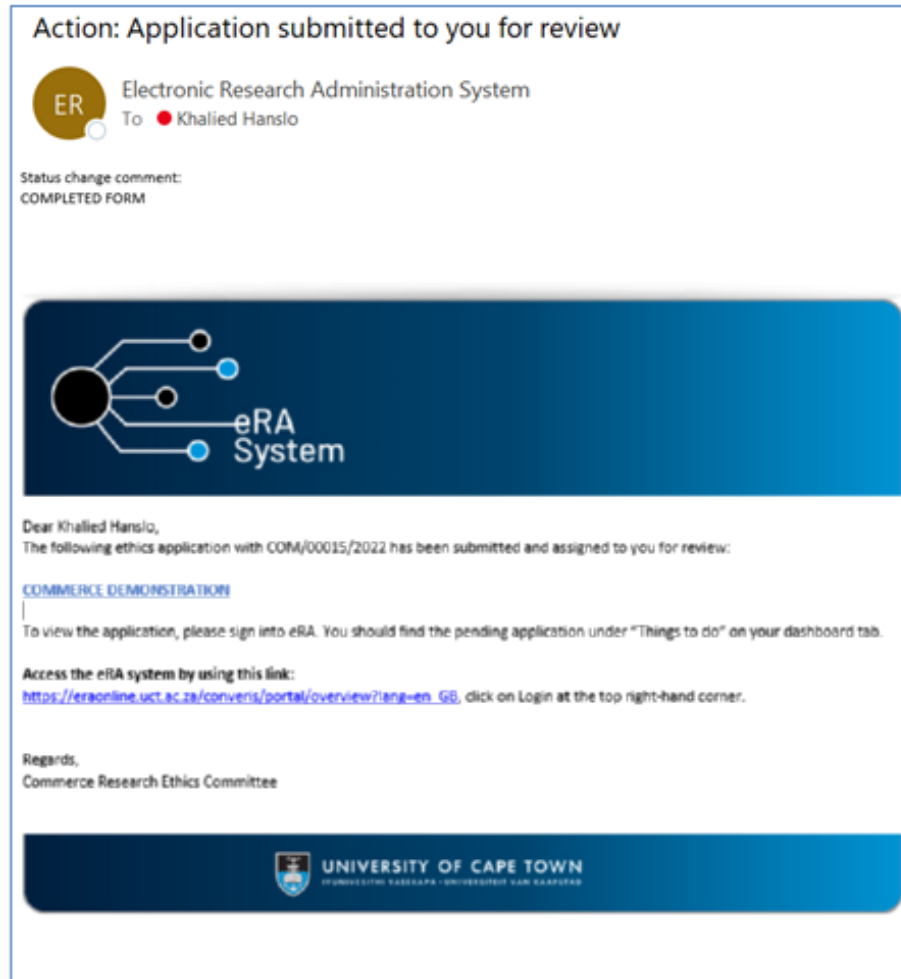 Action: Application submitted to you for review
ER
Electronic Research Administration System
To Khalied Hanslo
Status change comment:
COMPLETED FORM
eRA
System
Dear Khalied Hanslo,
The following ethics application with COM/00015/2022 has been submitted and assigned to you for review:
COMMERCE DEMONSTRATION
To view the application, please sign into eRA. You should find the pending application under "Things to do" on your dashboard tab.
Access the eRA system by using this link:
https://eraonline.uct.ac.za/converis/portal/overview?lang=en_GB, click on Login at the top right-hand corner.
Regards,
Commerce Research Ethics Committee
UNIVERSITY OF CAPE TOWN
IYUNIVESITHI YASEKAPA • UNIVERSITEIT VAN KAAPSTAD